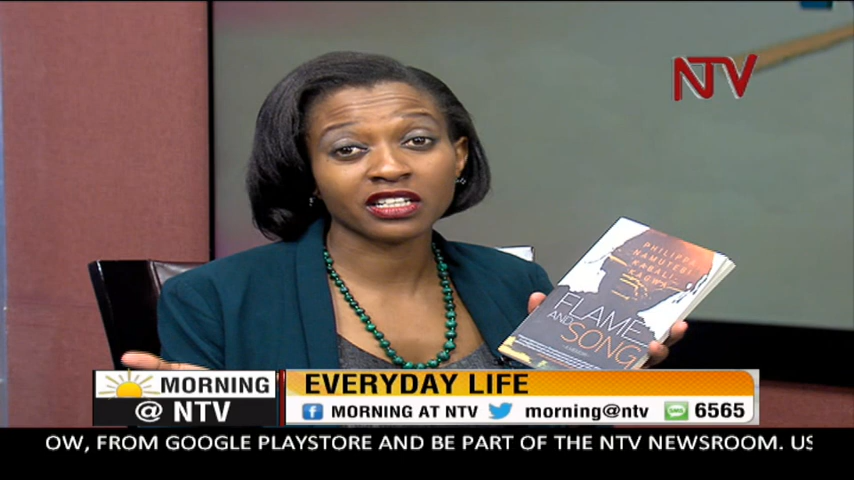 NTV
PHILIPPA
NAMUTEBI
KABALI-
KAGWA
FLAME
AND
SONG
MORNING
@ NTV
EVERYDAY LIFE
MORNING AT NTV morning@ntv 6565
OW, FROM GOOGLE PLAYSTORE AND BE PART OF THE NTV NEWSROOM. US